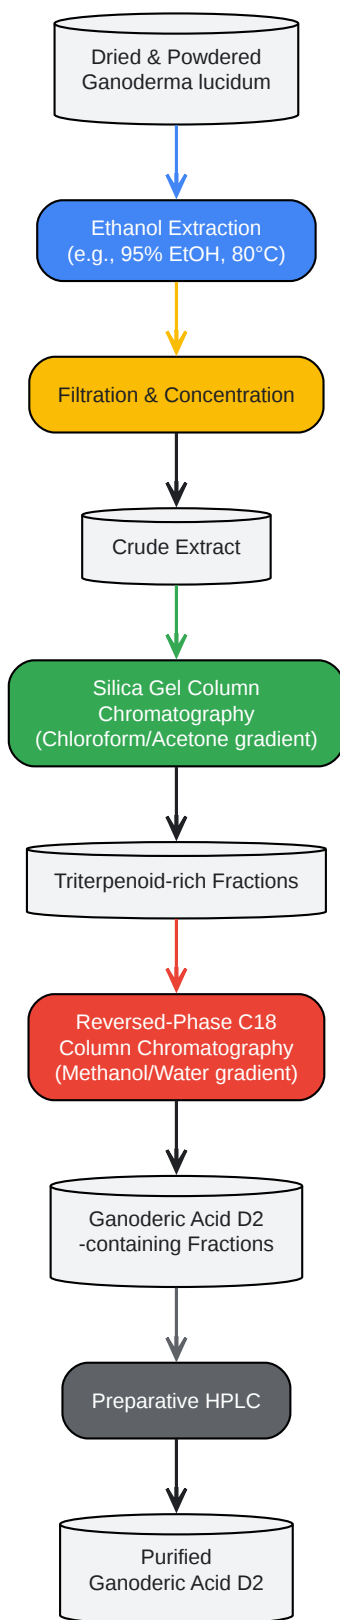 Dried & Powdered
Ganoderma lucidum
Ethanol Extraction
(e.g., 95% EtOH, 80°C)
Filtration & Concentration
Crude Extract
Silica Gel Column
Chromatography
(Chloroform/Acetone gradient)
Triterpenoid-rich Fractions
Reversed-Phase C18
Column Chromatography
(Methanol/Water gradient)
Ganoderic Acid D2
-containing Fractions
Preparative HPLC
Purified
Ganoderic Acid D2